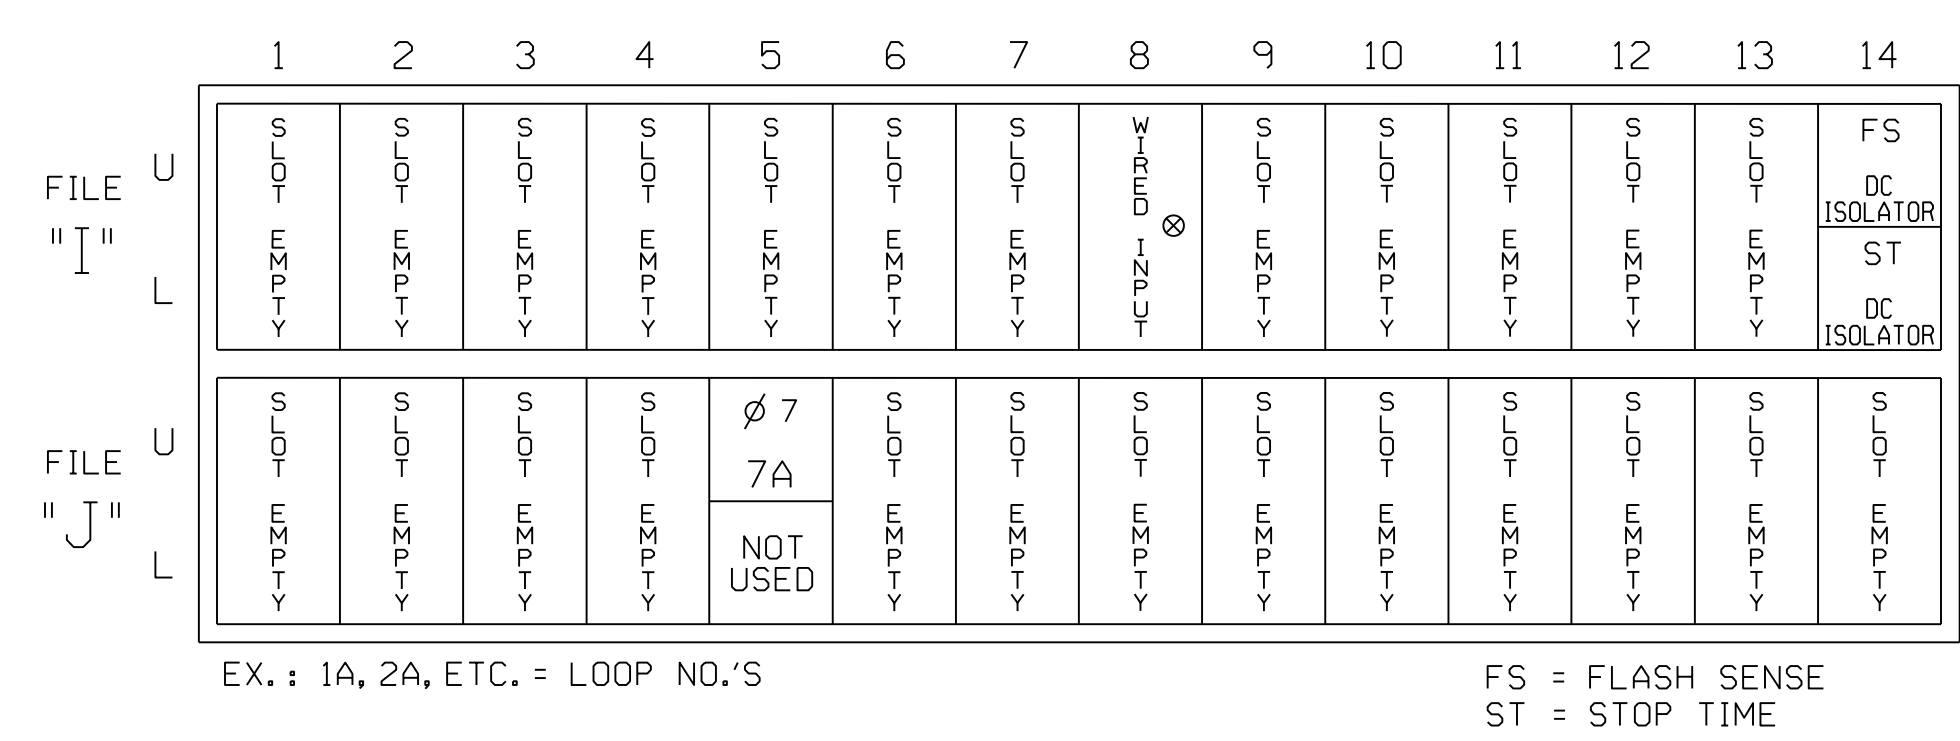 1 2 3 4 5 6 7 8 9 10 11 12 13 14
FILE "I"
U
L
SLOT EMPTY
SLOT EMPTY
SLOT EMPTY
SLOT EMPTY
SLOT EMPTY
SLOT EMPTY
SLOT EMPTY
WIRED INPUT
⊗
SLOT EMPTY
SLOT EMPTY
SLOT EMPTY
SLOT EMPTY
SLOT EMPTY
FS
DC
ISOLATOR
ST
DC
ISOLATOR
FILE "J"
U
L
SLOT EMPTY
SLOT EMPTY
SLOT EMPTY
SLOT EMPTY
Ø 7
7A
NOT
USED
SLOT EMPTY
SLOT EMPTY
SLOT EMPTY
SLOT EMPTY
SLOT EMPTY
SLOT EMPTY
SLOT EMPTY
SLOT EMPTY
SLOT EMPTY
EX.: 1A, 2A, ETC. = LOOP NO.'S
FS = FLASH SENSE
ST = STOP TIME